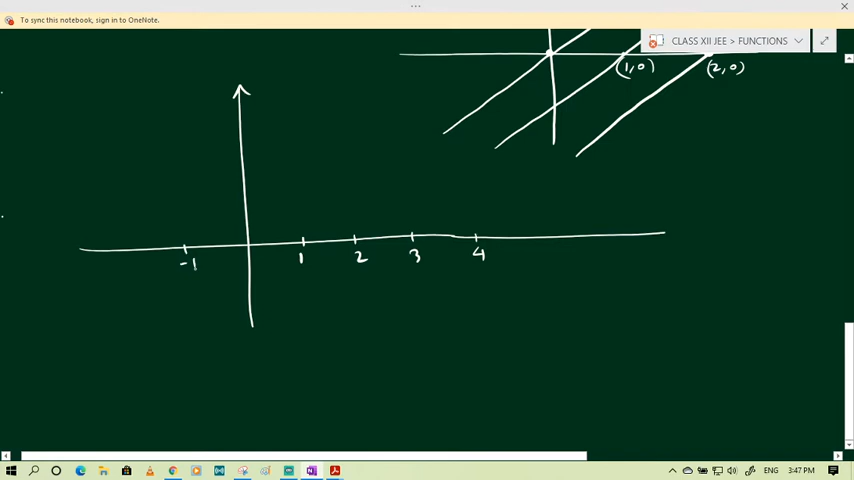 To sync this notebook, sign in to OneNote.
CLASS XII JEE > FUNCTIONS
(1,0) (2,0)
-1 1 2 3 4
ENG 3:47 PM